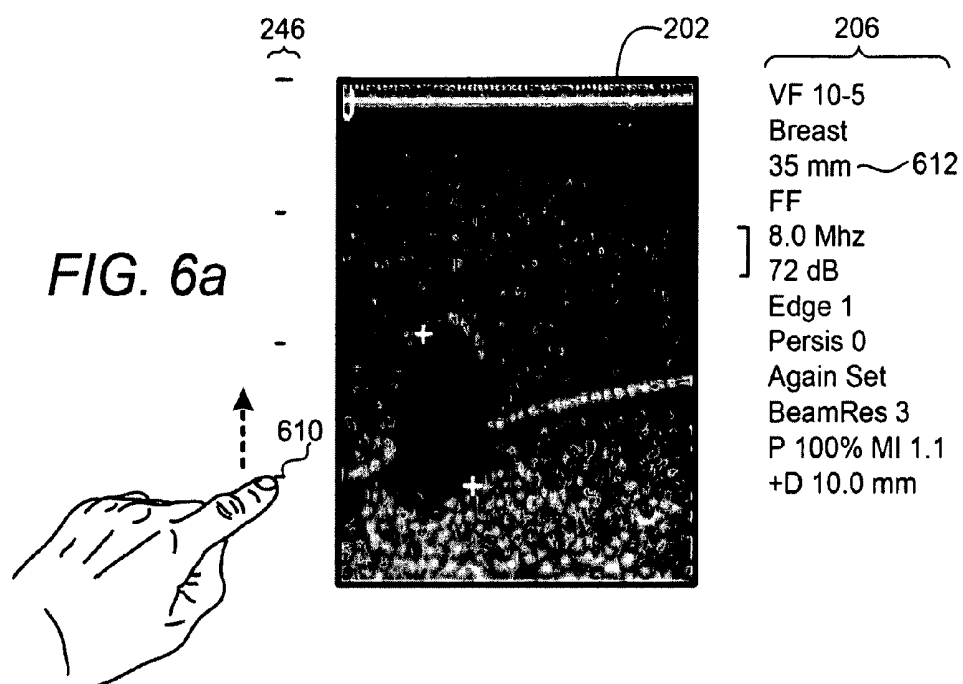 246
202
206
VF 10-5
Breast
35 mm 612
FF
8.0 Mhz
72 dB
Edge 1
Persis 0
Again Set
BeamRes 3
P 100% MI 1.1
+D 10.0 mm
FIG. 6a
610